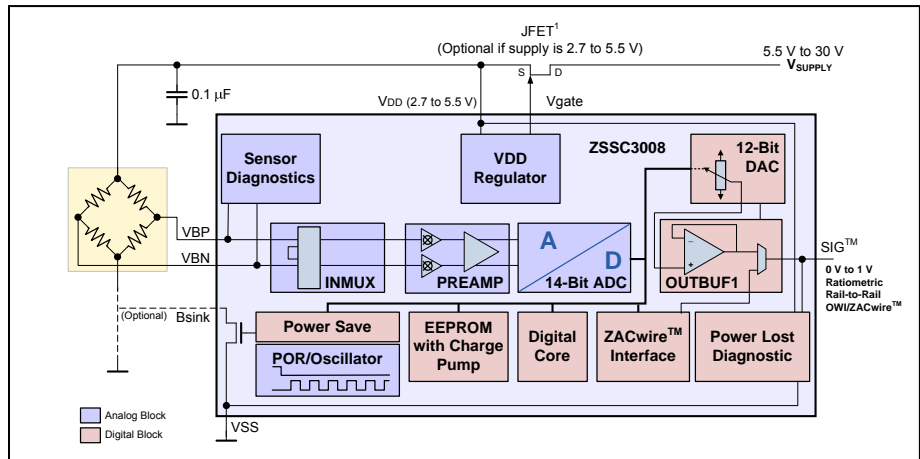 JFET1
(Optional if supply is 2.7 to 5.5 V)
5.5 V to 30 V
VSUPPLY
S
D
0.1 µF
VDD (2.7 to 5.5 V)
Vgate
Sensor
Diagnostics
VDD
Regulator
ZSSC3008
12-Bit
DAC
VBP
VBN
INMUX
PREAMP
A
D
14-Bit ADC
OUTBUF1
SIG™
0 V to 1 V
Ratiometric
Rail-to-Rail
OWI/ZACwire™
(Optional)
Bsink
Power Save
POR/Oscillator
EEPROM
with Charge
Pump
Digital
Core
ZACwire™
Interface
Power Lost
Diagnostic
Analog Block
Digital Block
VSS